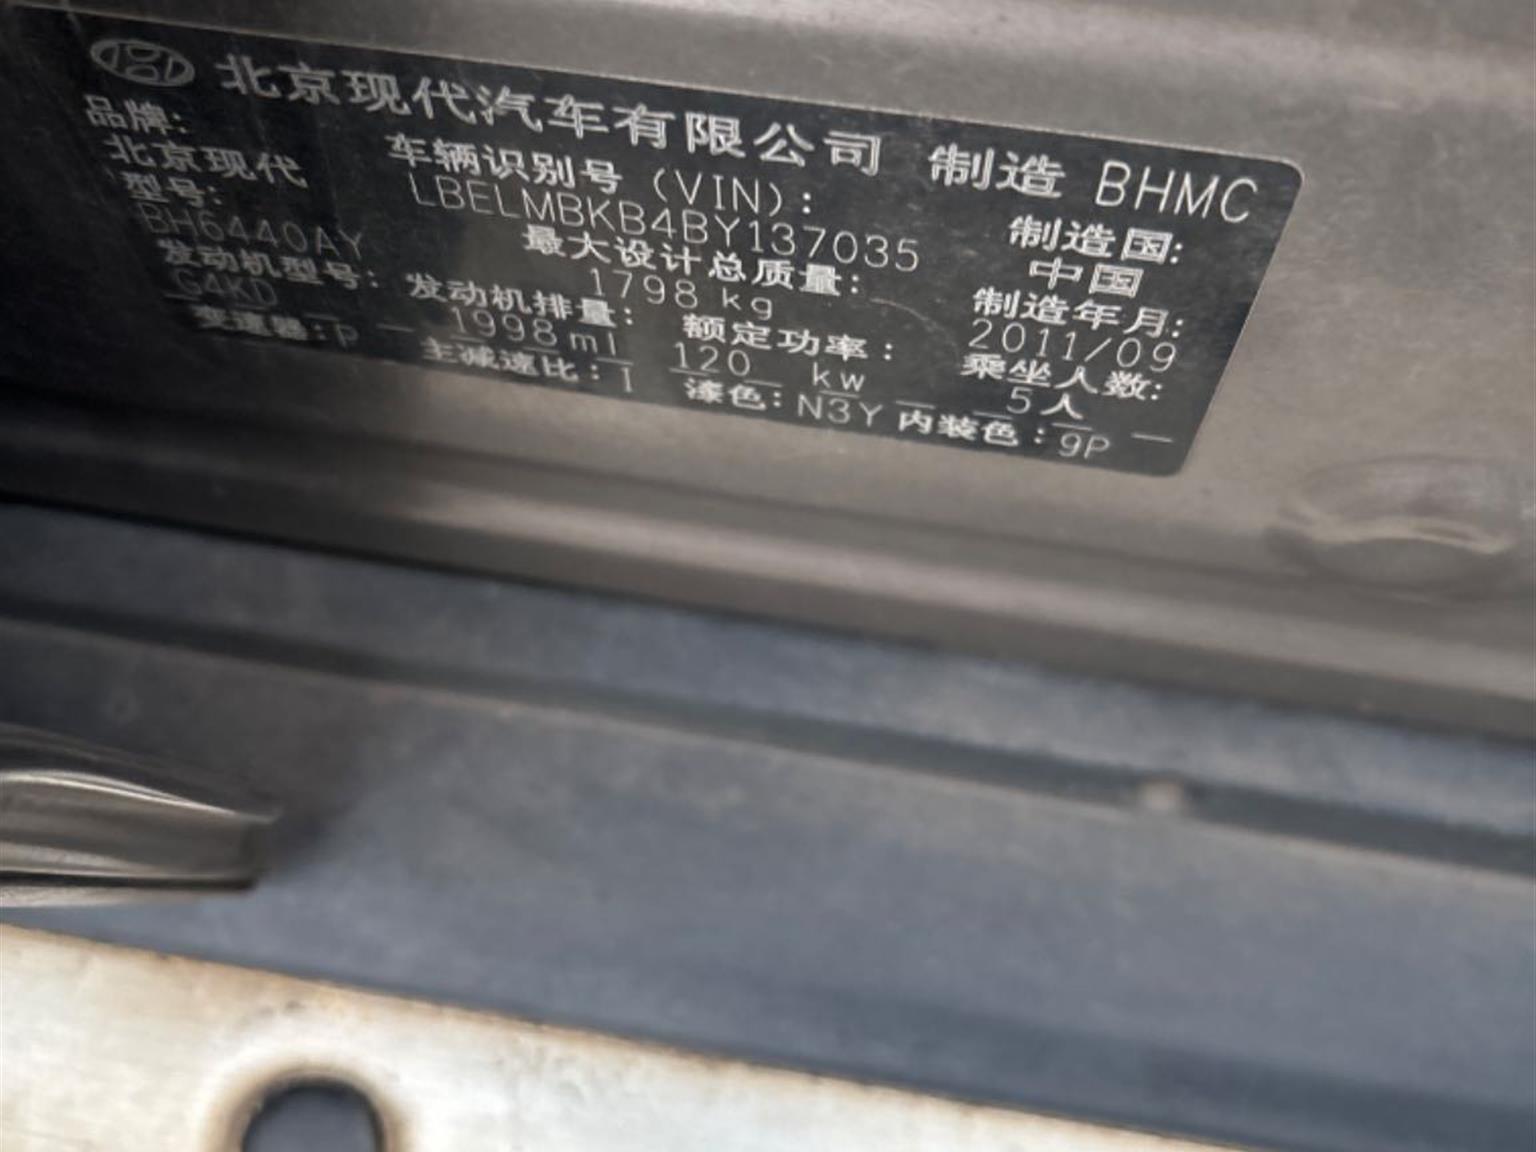 北京现代汽车有限公司 制造 BHMC
品牌: 车辆识别号 (VIN): 制造国:
北京现代 LBELMBKB4BY137035 中国
型号: 最大设计总质量: 制造年月:
BH6440AY 1798 kg 2011/09
发动机型号: 发动机排量: 额定功率: 乘坐人数:
G4KD 1998 ml 120 kw 5人
变速器: P 主减速比: I 漆色: N3Y 内装色: 9P